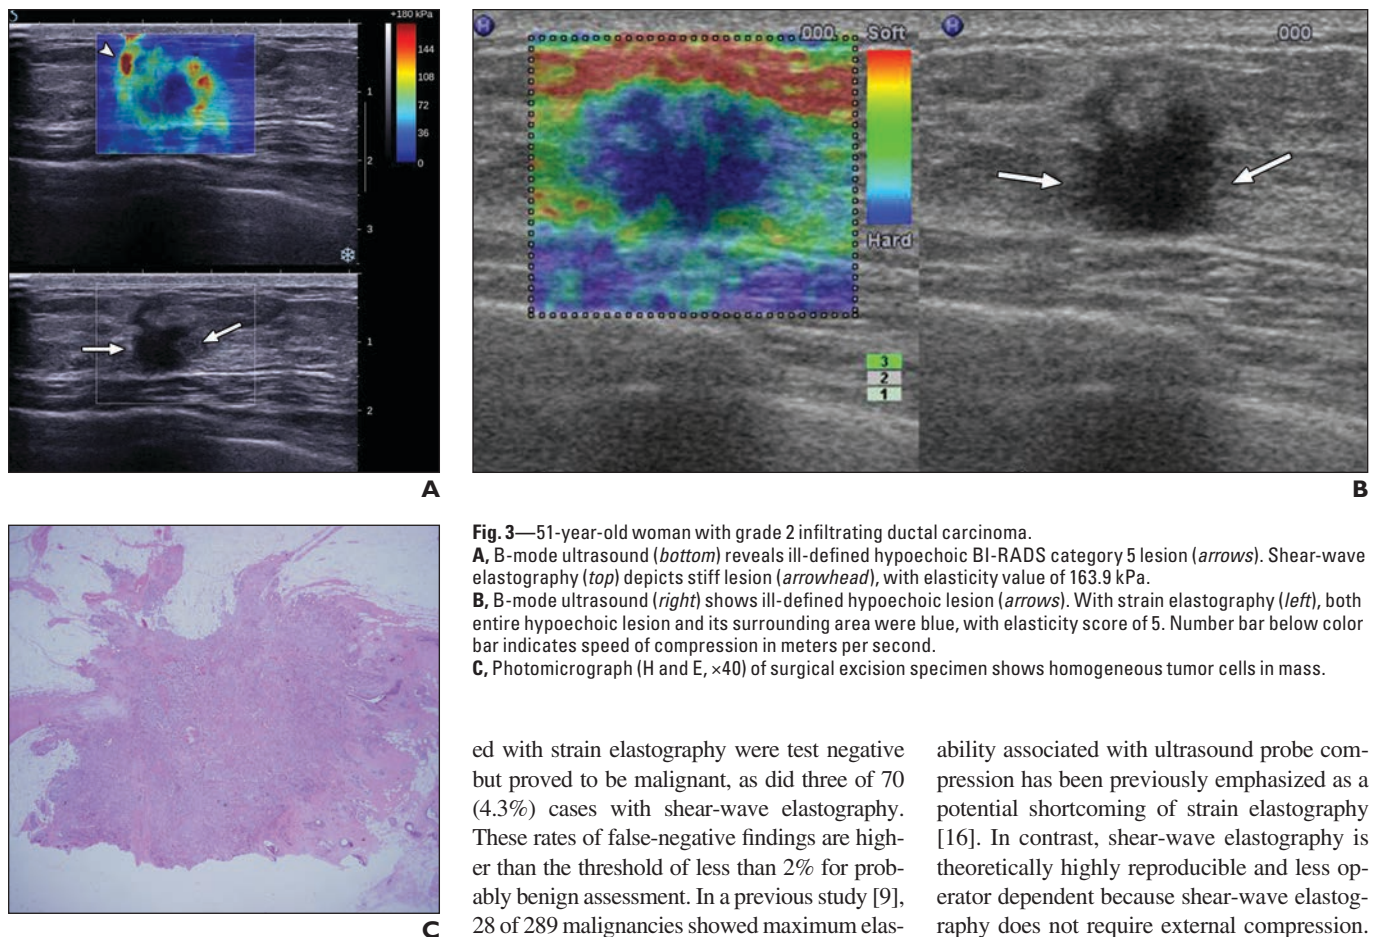 +180 kPa
144
108
72
36
0
1
2
3
1
2
A
H
000
Soft
Hard
3
2
1
H
000
B
C
Fig. 3—51-year-old woman with grade 2 infiltrating ductal carcinoma.
A, B-mode ultrasound (bottom) reveals ill-defined hypoechoic BI-RADS category 5 lesion (arrows). Shear-wave
elastography (top) depicts stiff lesion (arrowhead), with elasticity value of 163.9 kPa.
B, B-mode ultrasound (right) shows ill-defined hypoechoic lesion (arrows). With strain elastography (left), both
entire hypoechoic lesion and its surrounding area were blue, with elasticity score of 5. Number bar below color
bar indicates speed of compression in meters per second.
C, Photomicrograph (H and E, ×40) of surgical excision specimen shows homogeneous tumor cells in mass.
ed with strain elastography were test negative
but proved to be malignant, as did three of 70
(4.3%) cases with shear-wave elastography.
These rates of false-negative findings are high-
er than the threshold of less than 2% for prob-
ably benign assessment. In a previous study [9],
28 of 289 malignancies showed maximum elas-
ability associated with ultrasound probe com-
pression has been previously emphasized as a
potential shortcoming of strain elastography
[16]. In contrast, shear-wave elastography is
theoretically highly reproducible and less op-
erator dependent because shear-wave elastog-
raphy does not require external compression.